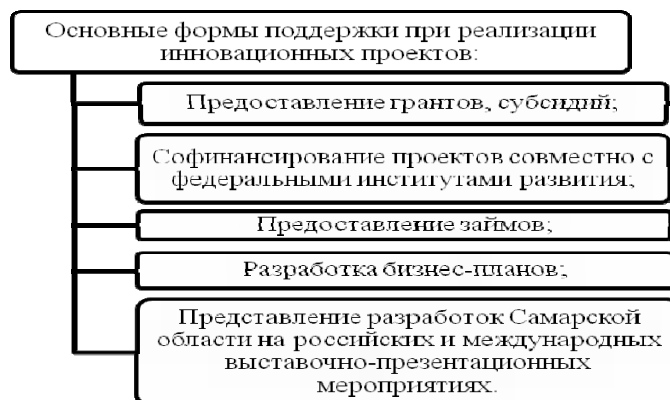 Основные формы поддержки при реализации
инновационных проектов:
Предоставление грантов, субсидий;
Софинансирование проектов совместно с
федеральными институтами развития;
Предоставление займов;
Разработка бизнес-планов;
Представление разработок Самарской
области на российских и международных
выставочно-презентационных
мероприятиях.